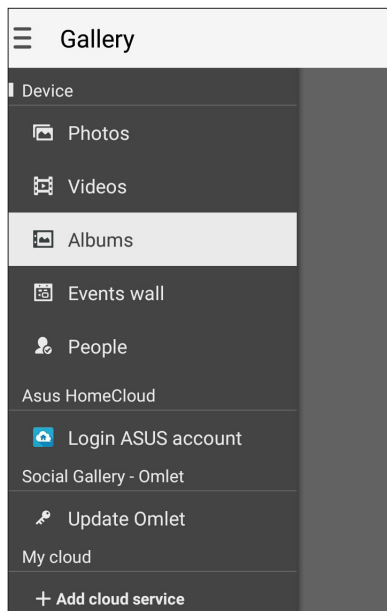 Gallery
Device
Photos
Videos
Albums
Events wall
People
Asus HomeCloud
Login ASUS account
Social Gallery - Omlet
Update Omlet
My cloud
+ Add cloud service